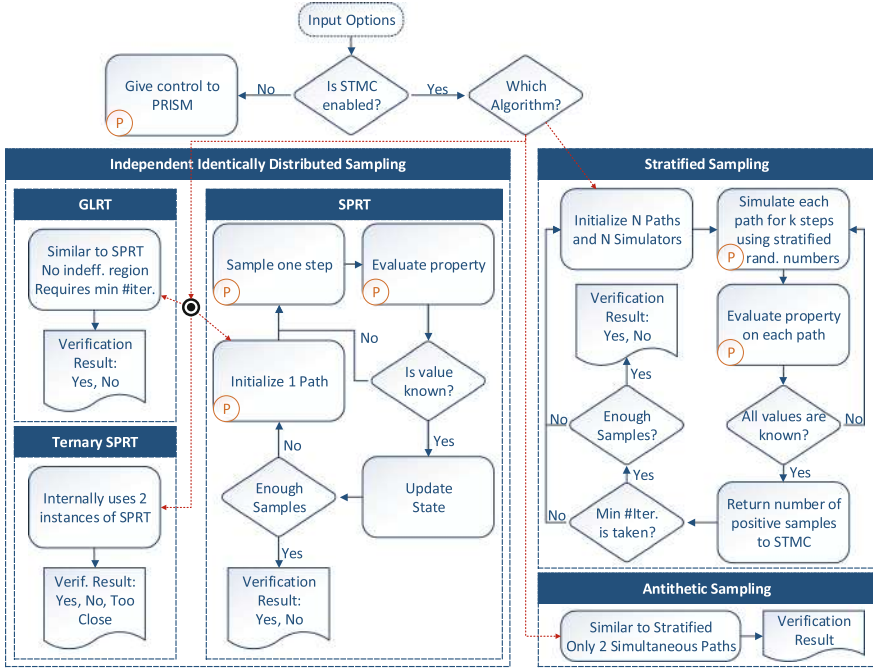 Input Options
Give control to
PRISM
P
No
Is STMC
enabled?
Yes
Which
Algorithm?
Independent Identically Distributed Sampling
GLRT
Similar to SPRT
No indeff. region
Requires min #iter.
Verification
Result:
Yes, No
Ternary SPRT
Internally uses 2
instances of SPRT
Verif. Result:
Yes, No, Too
Close
SPRT
Sample one step
P
Evaluate property
P
No
Initialize 1 Path
P
Is value
known?
No
Yes
Enough
Samples
Update
State
Yes
Verification
Result:
Yes, No
Stratified Sampling
Initialize N Paths
and N Simulators
Simulate each
path for k steps
using stratified
rand. numbers
P
Verification
Result:
Yes, No
Evaluate property
on each path
P
Yes
No
Enough
Samples?
All values are
known?
No
Yes
Yes
No
Min #Iter.
is taken?
Return number of
positive samples
to STMC
Antithetic Sampling
Similar to Stratified
Only 2 Simultaneous Paths
Verification
Result